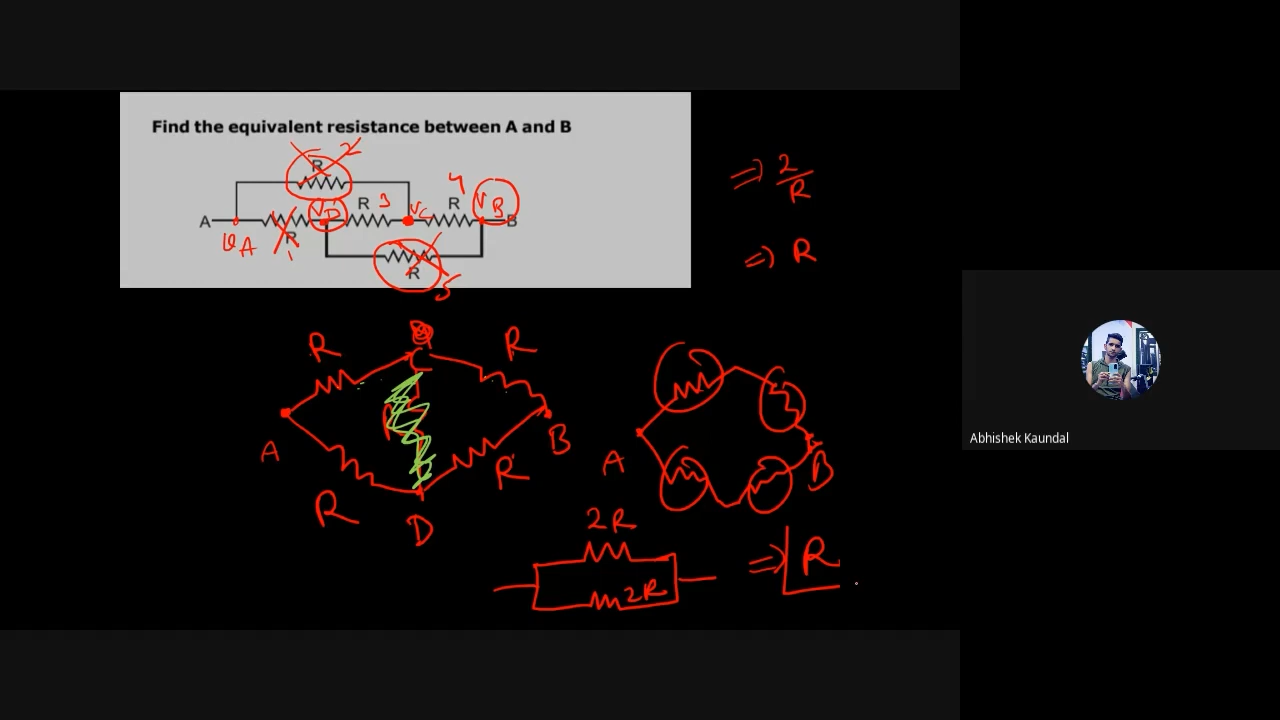 Find the equivalent resistance between A and B
R 2
R 3
R 4
A
VD
VC
VB
B
VA
R
1
R
5
⇒ 2/R
⇒ R
R
C
R
A
B
R
D
R
A
B
2R
2R
⇒ R
Abhishek Kaundal